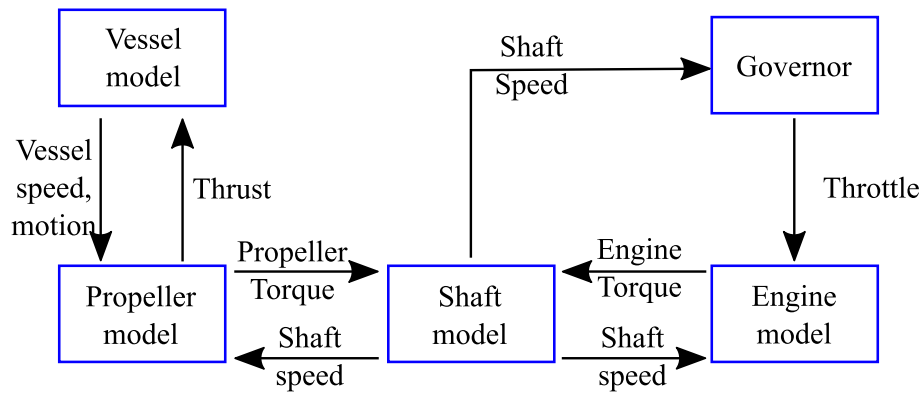 Vessel
model
Shaft
Speed
Governor
Vessel
speed,
motion
Thrust
Throttle
Propeller
Torque
Engine
Torque
Propeller
model
Shaft
model
Engine
model
Shaft
speed
Shaft
speed